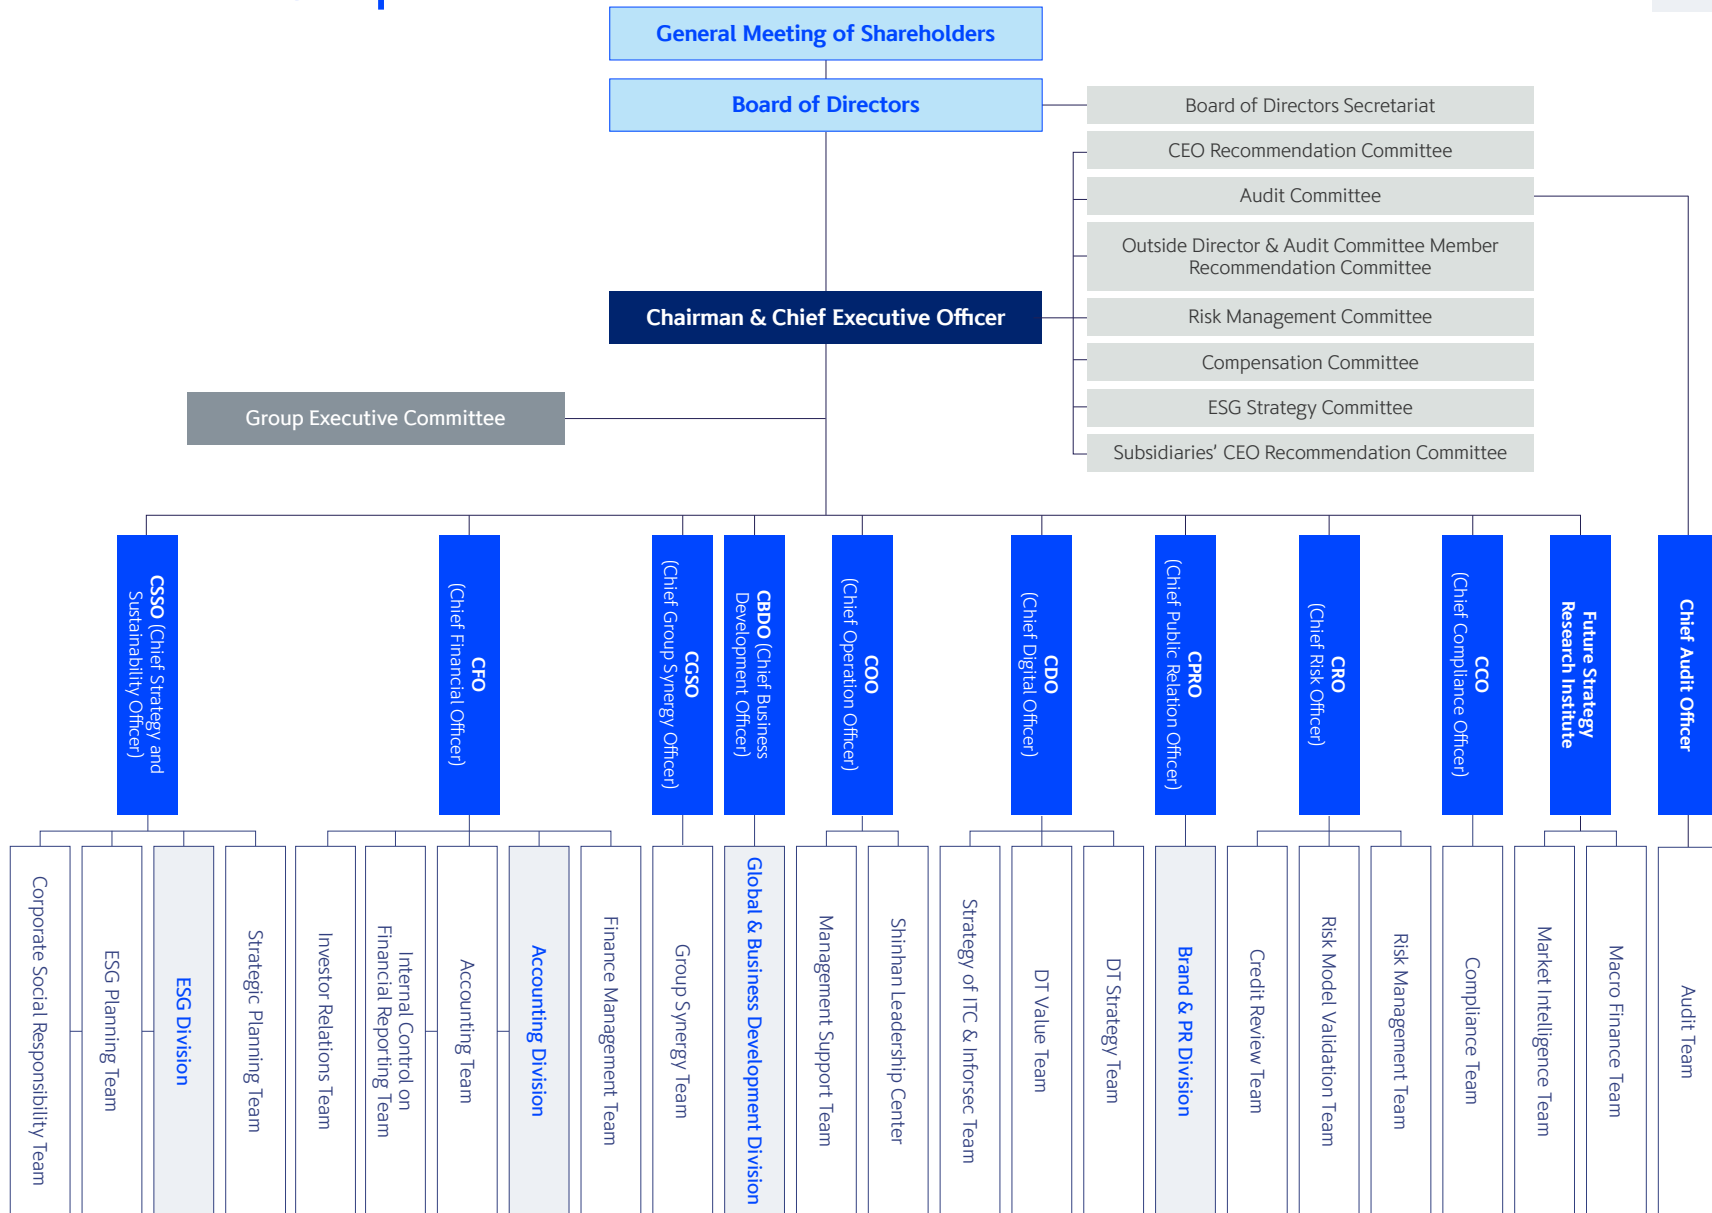 General Meeting of Shareholders
Board of Directors
Board of Directors Secretariat
CEO Recommendation Committee
Audit Committee
Outside Director & Audit Committee Member
Recommendation Committee
Chairman & Chief Executive Officer
Risk Management Committee
Compensation Committee
Group Executive Committee
ESG Strategy Committee
Subsidiaries' CEO Recommendation Committee
CSSO (Chief Strategy and
Sustainability Officer)
CFO
(Chief Financial Officer)
CGSO
(Chief Group Synergy Officer)
CBDO (Chief Business
Development Officer)
COO
(Chief Operation Officer)
CDO
(Chief Digital Officer)
CPRO
(Chief Public Relation Officer)
CRO
(Chief Risk Officer)
CCO
(Chief Compliance Officer)
Future Strategy
Research Institute
Chief Audit Officer
Corporate Social Responsibility Team
ESG Planning Team
ESG Division
Strategic Planning Team
Investor Relations Team
Internal Control on
Financial Reporting Team
Accounting Team
Accounting Division
Finance Management Team
Group Synergy Team
Global & Business Development Division
Management Support Team
Shinhan Leadership Center
Strategy of ITC & Inforsec Team
DT Value Team
DT Strategy Team
Brand & PR Division
Credit Review Team
Risk Model Validation Team
Risk Management Team
Compliance Team
Market Intelligence Team
Macro Finance Team
Audit Team